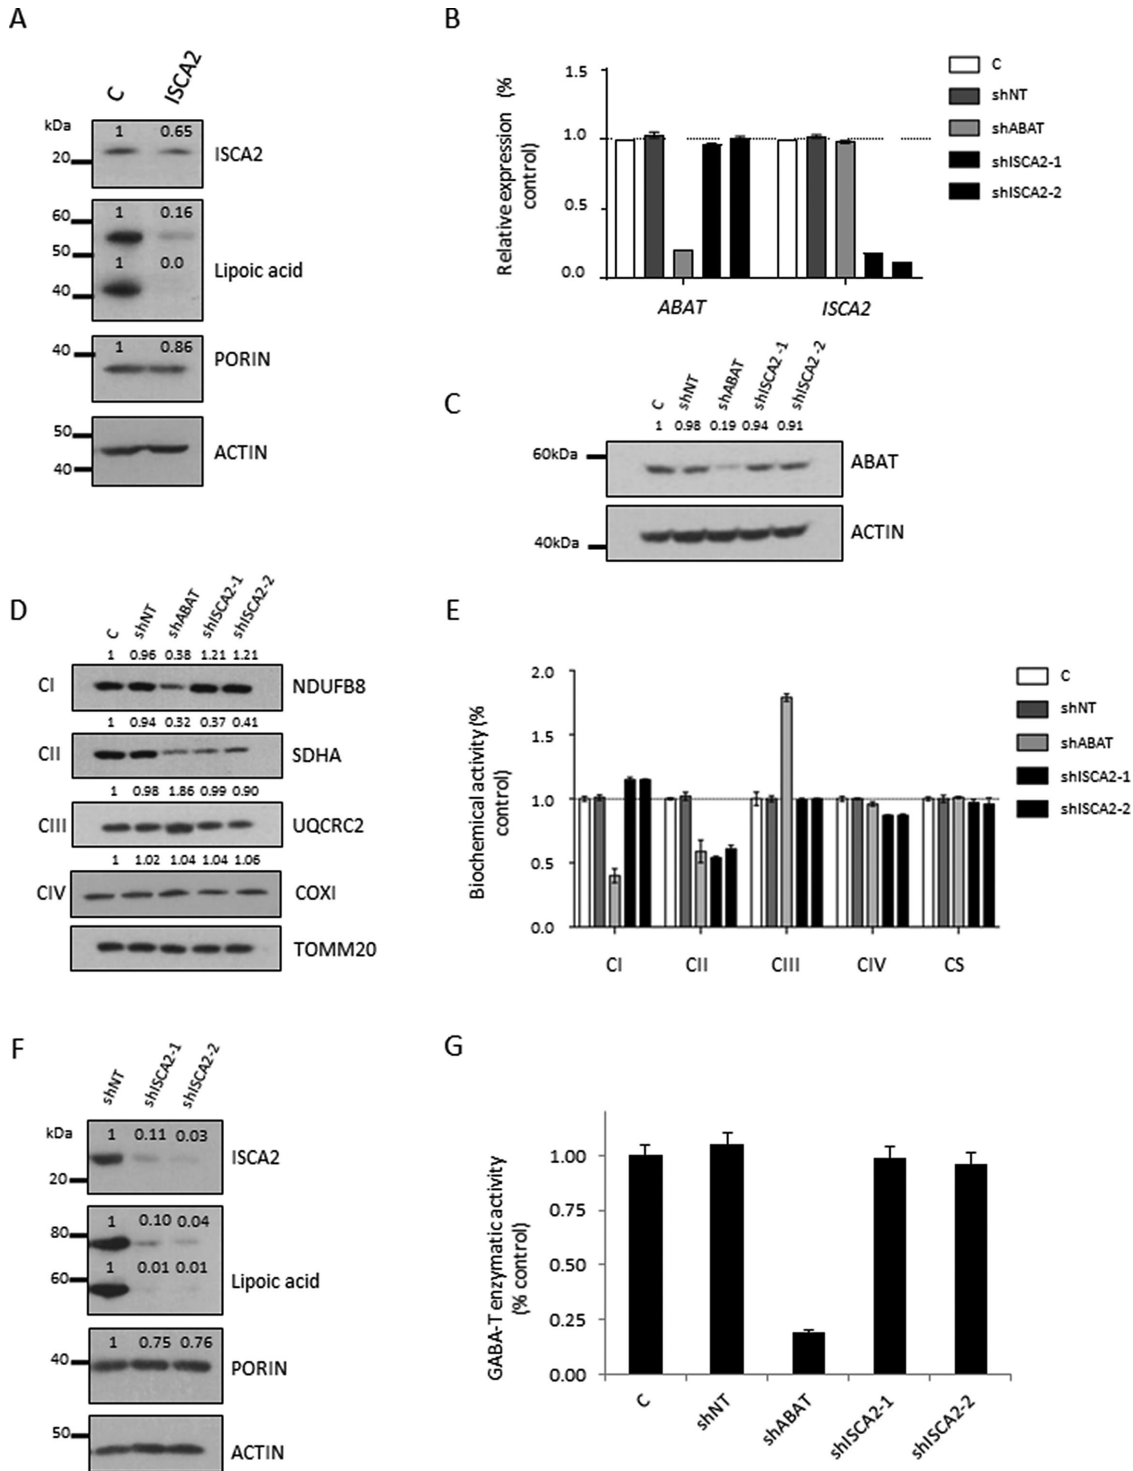 A
C
ISCA2
kDa
1 0.65
20
ISCA2
60
1 0.16
50
1 0.0
Lipoic acid
40
40
1 0.86
PORIN
50
ACTIN
40
B
Relative expression (%
control)
1.5
1.0
0.5
0.0
ABAT
ISCA2
C
shNT
shABAT
shISCA2-1
shISCA2-2
C
C
shNT
shABAT
shISCA2 -1
shISCA2 -2
1 0.98 0.19 0.94 0.91
60kDa
ABAT
40kDa
ACTIN
D
C
shNT
shABAT
shISCA2-1
shISCA2-2
1 0.96 0.38 1.21 1.21
CI
NDUFB8
1 0.94 0.32 0.37 0.41
CII
SDHA
1 0.98 1.86 0.99 0.90
CIII
UQCRC2
1 1.02 1.04 1.04 1.06
CIV
COXI
TOMM20
E
Biochemical activity (%
control)
2.0
1.5
1.0
0.5
0.0
CI CII CIII CIV CS
C
shNT
shABAT
shISCA2-1
shISCA2-2
F
shNT
shISCA2-1
shISCA2-2
kDa
1 0.11 0.03
ISCA2
20
1 0.10 0.04
80
1 0.01 0.01
60
Lipoic acid
1 0.75 0.76
40
PORIN
50
ACTIN
G
GABA-T enzymatic activity
(% control)
1.00
0.75
0.50
0.25
0.00
C
shNT
shABAT
shISCA2-1
shISCA2-2